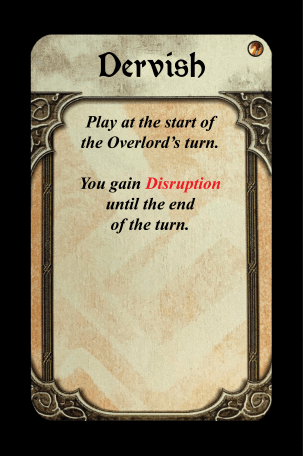 Dervish
Play at the start of
the Overlord's turn.
You gain Disruption
until the end
of the turn.